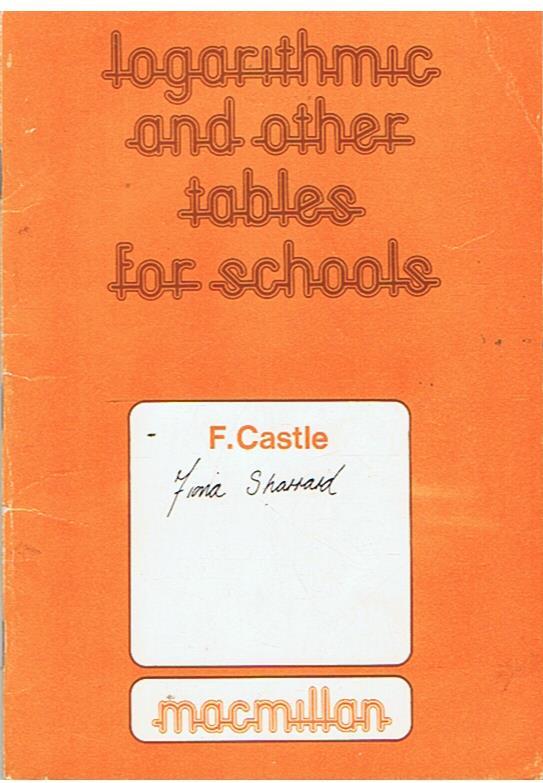 logarithmic
and other
tables
for schools
F.Castle
Fiona Sharrard
macmillan